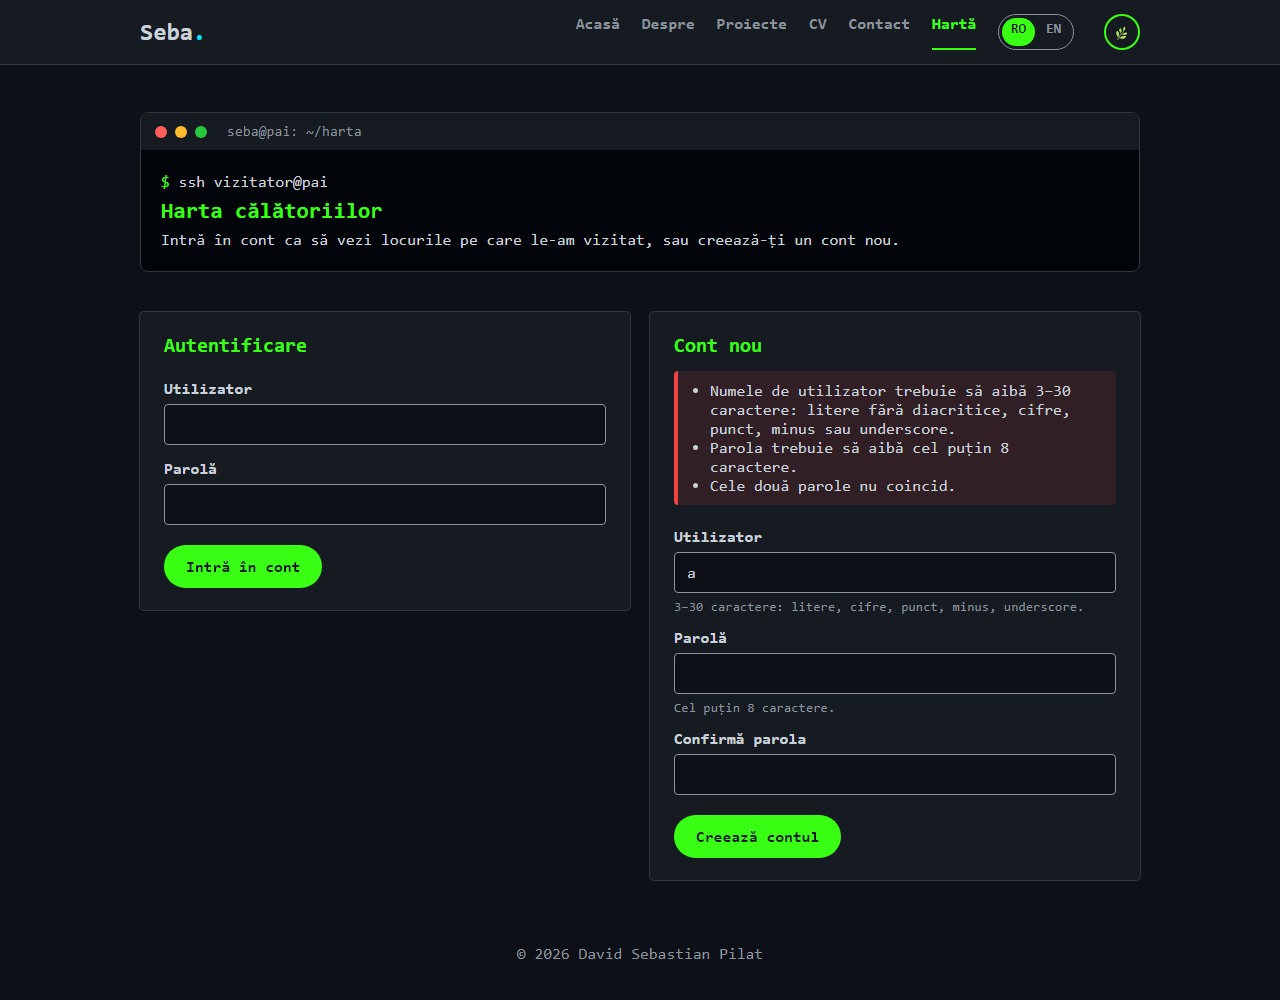 Seba.
Acasă Despre Proiecte CV Contact Hartă RO EN
seba@pai: ~/harta
$ ssh vizitator@pai
Harta călătoriilor
Intră în cont ca să vezi locurile pe care le-am vizitat, sau creează-ți un cont nou.
Autentificare
Utilizator
Parolă
Intră în cont
Cont nou
Numele de utilizator trebuie să aibă 3–30
caractere: litere fără diacritice, cifre,
punct, minus sau underscore.
Parola trebuie să aibă cel puțin 8
caractere.
Cele două parole nu coincid.
Utilizator
a
3–30 caractere: litere, cifre, punct, minus, underscore.
Parolă
Cel puțin 8 caractere.
Confirmă parola
Creează contul
© 2026 David Sebastian Pilat